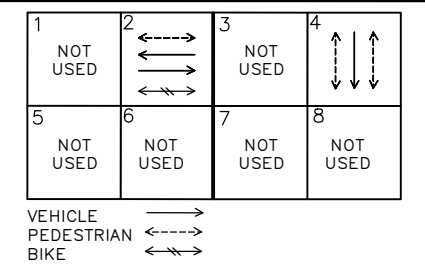 1
NOT
USED
2
3
NOT
USED
4
5
NOT
USED
6
NOT
USED
7
NOT
USED
8
NOT
USED
VEHICLE
PEDESTRIAN
BIKE